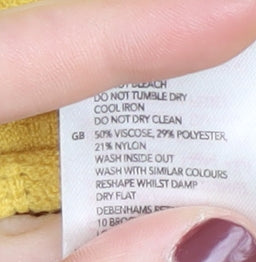 BLEACH
DO NOT TUMBLE DRY
COOL IRON
DO NOT DRY CLEAN
GB 50% VISCOSE, 29% POLYESTER,
21% NYLON
WASH INSIDE OUT
WASH WITH SIMILAR COLOURS
RESHAPE WHILST DAMP
DRY FLAT
DEBENHAMS
10